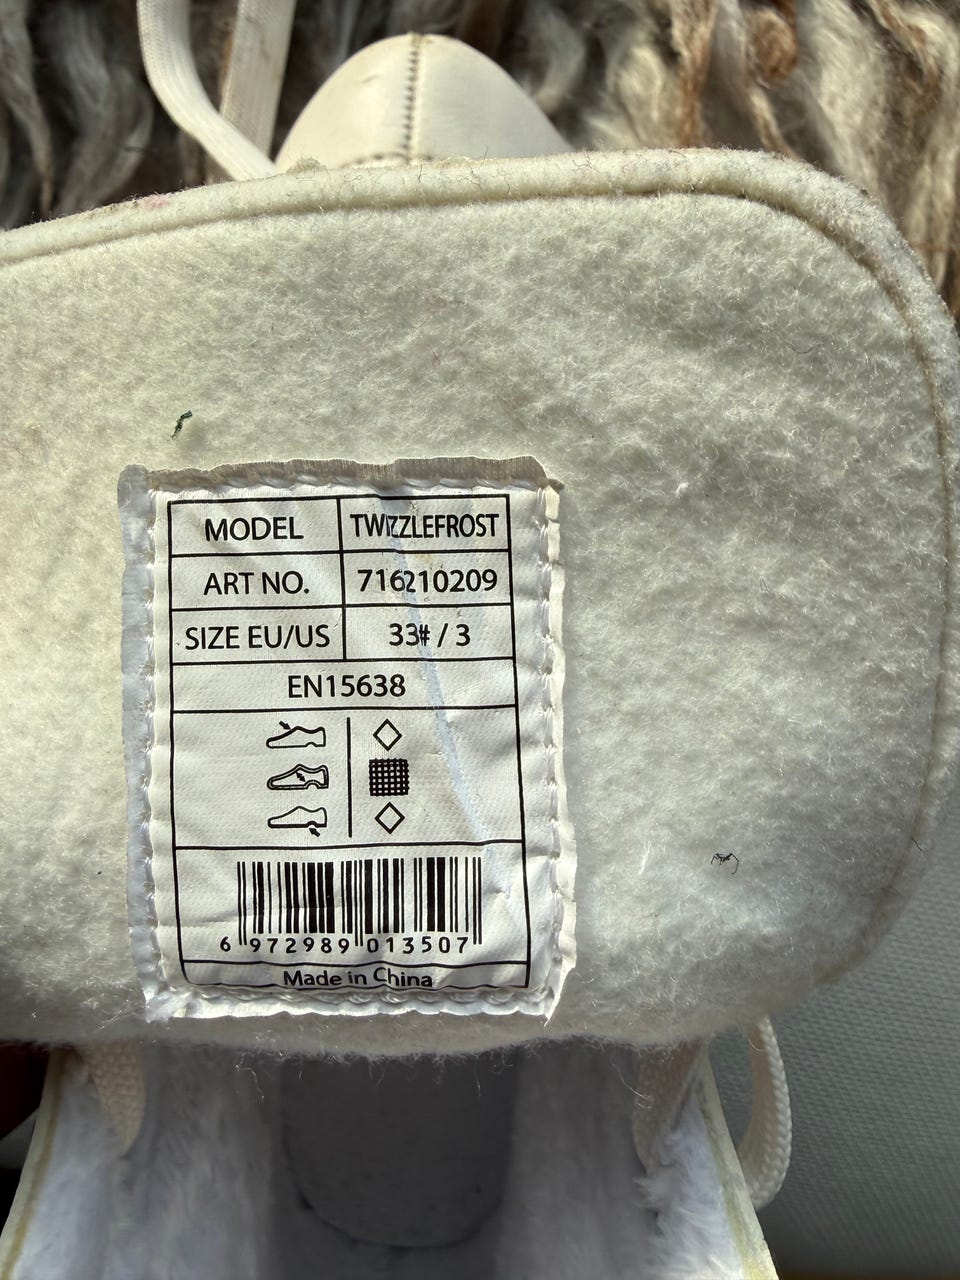 MODEL TWIZZLEFROST
ART NO. 716210209
SIZE EU/US 33# / 3
EN15638
6 972989 013507
Made in China